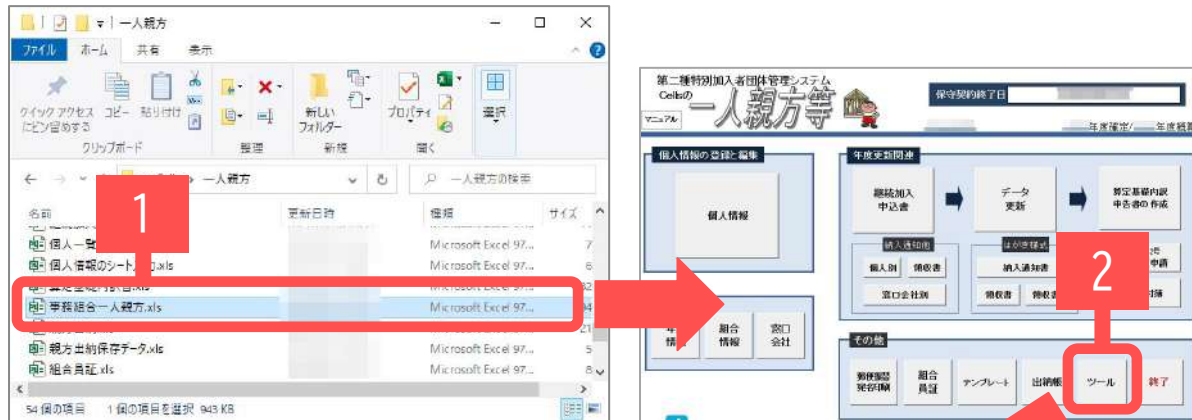 一人親方
ファイル ホーム 共有 表示
クイック アクセス コピー 貼り付け
にピン留めする
新しい
フォルダー
プロパティ
選択
クリップボード 整理 新規 開く
一人親方
一人親方の検索
名前 更新日時 種類 サイズ
1
Microsoft Excel 97...
個人情報のシート
.xls Microsoft Excel 97...
事務組合一人親方.xls Microsoft Excel 97...
親方出納保存データ.xls Microsoft Excel 97...
組合員証.xls Microsoft Excel 97...
54 個の項目 1 個の項目を選択 943 KB
第二種特別加入者団体管理システム
Cellsの
一人親方等
マニュアル
保守契約終了日
年度確定/
個人情報の登録と編集
個人情報
組合
情報
窓口
会社
年度更新関連
継続加入
申込書
データ
更新
算定基礎内訳
申告書の作成
納入通知書
個人別 領収書
窓口会社別
はがき様式
納入通知書
領収書
2
その他
組合
員証
テンプレート
出納帳
ツール
終了